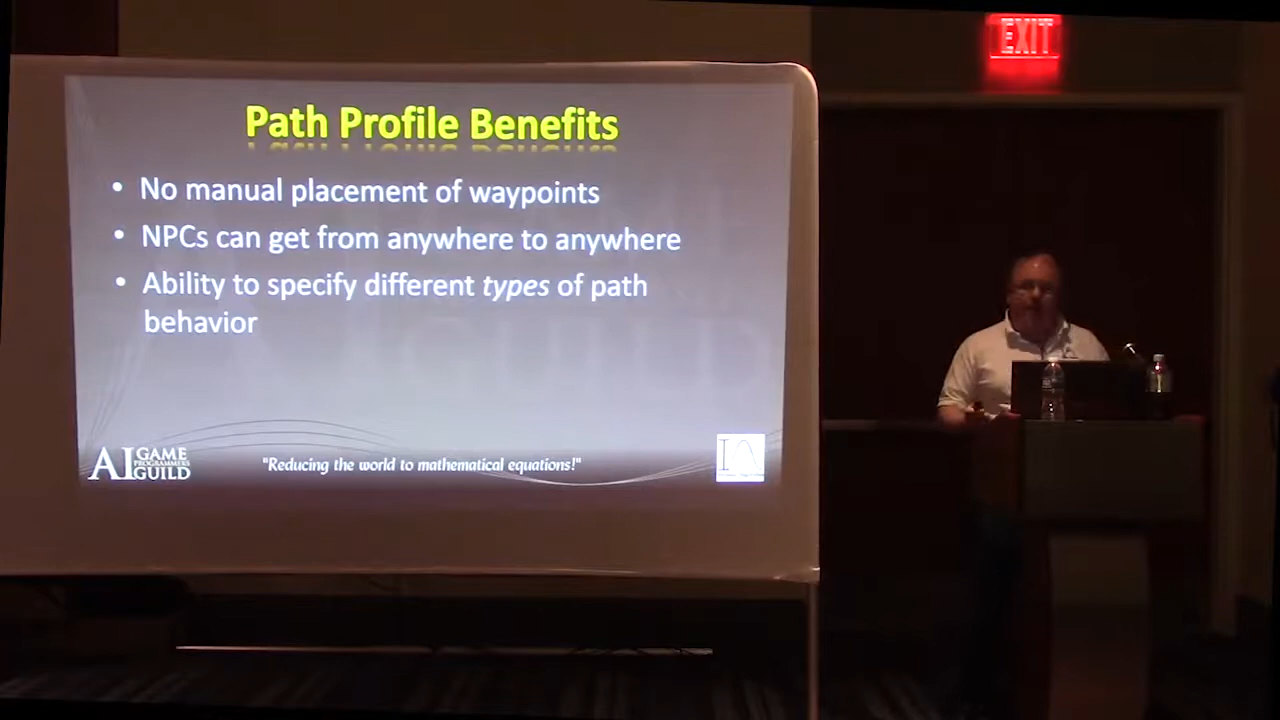 EXIT
Path Profile Benefits
• No manual placement of waypoints
• NPCs can get from anywhere to anywhere
• Ability to specify different types of path
behavior
AI GAME
PROGRAMMERS
GUILD
"Reducing the world to mathematical equations!"